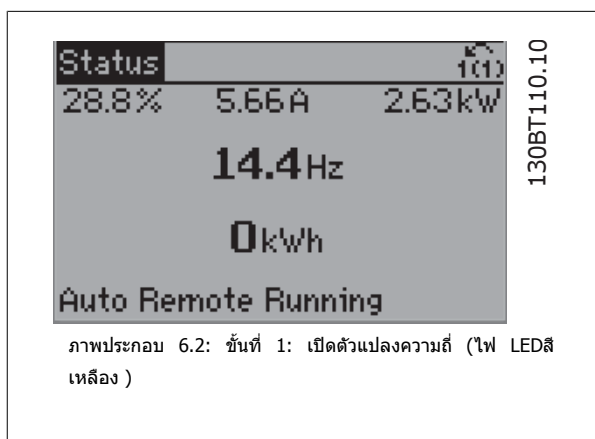 Status 1(1)
28.8% 5.66A 2.63kW
14.4Hz
0kWh
Auto Remote Running
130BT110.10
ภาพประกอบ 6.2: ขั้นที่ 1: เปิดตัวแปลงความถี่ (ไฟ LEDสี
เหลือง )